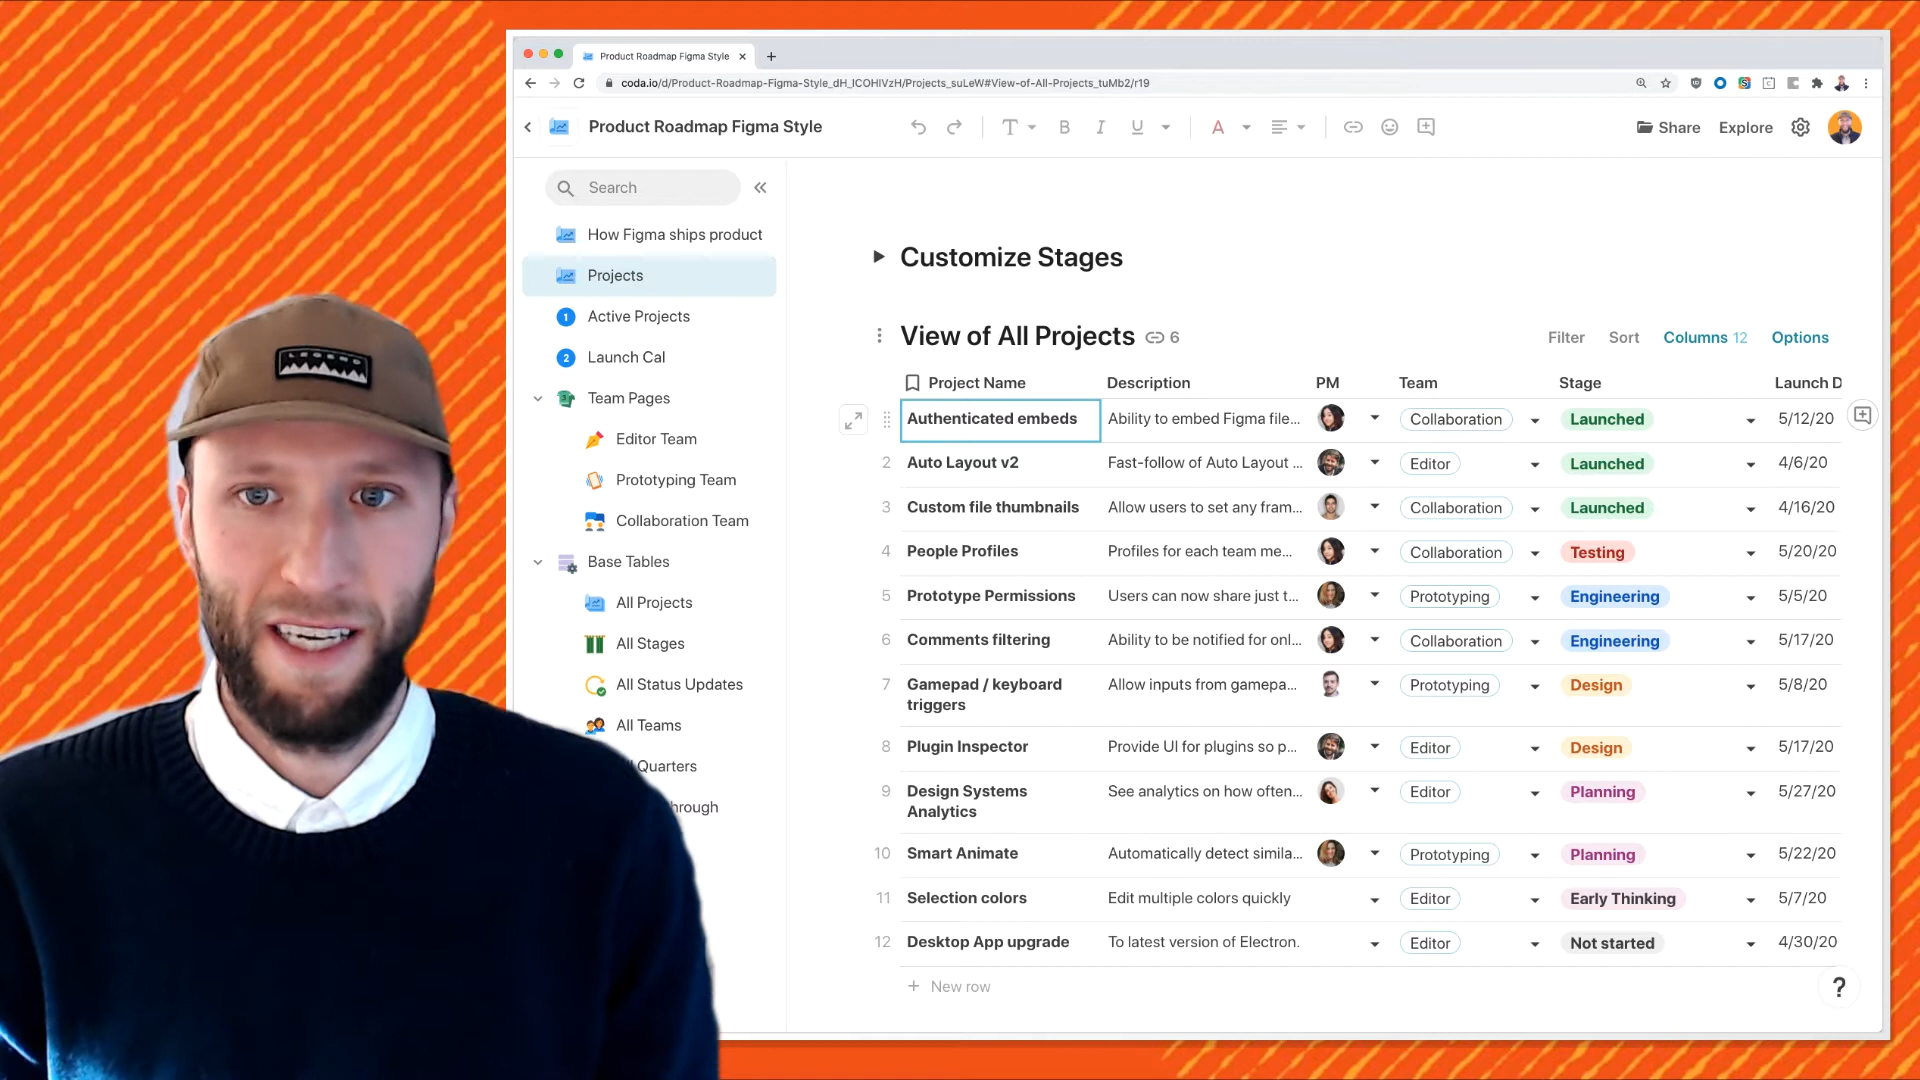 Product Roadmap Figma Style
coda.io/d/Product-Roadmap-Figma-Style_dH_ICOHIVzH/Projects_suLeW#View-of-All-Projects_tuMb2/r19
Product Roadmap Figma Style
T B I U A
Share Explore
Search
How Figma ships product
Projects
1 Active Projects
2 Launch Cal
Team Pages
Editor Team
Prototyping Team
Collaboration Team
Base Tables
All Projects
All Stages
All Status Updates
All Teams
Quarters
hrough
LEGEND
Customize Stages
View of All Projects 6
Filter Sort Columns 12 Options
Project Name Description PM Team Stage Launch D
Authenticated embeds Ability to embed Figma file... Collaboration Launched 5/12/20
2 Auto Layout v2 Fast-follow of Auto Layout ... Editor Launched 4/6/20
3 Custom file thumbnails Allow users to set any fram... Collaboration Launched 4/16/20
4 People Profiles Profiles for each team me... Collaboration Testing 5/20/20
5 Prototype Permissions Users can now share just t... Prototyping Engineering 5/5/20
6 Comments filtering Ability to be notified for onl... Collaboration Engineering 5/17/20
7 Gamepad / keyboard triggers Allow inputs from gamepa... Prototyping Design 5/8/20
8 Plugin Inspector Provide UI for plugins so p... Editor Design 5/17/20
9 Design Systems Analytics See analytics on how often... Editor Planning 5/27/20
10 Smart Animate Automatically detect simila... Prototyping Planning 5/22/20
11 Selection colors Edit multiple colors quickly Editor Early Thinking 5/7/20
12 Desktop App upgrade To latest version of Electron. Editor Not started 4/30/20
+ New row
?